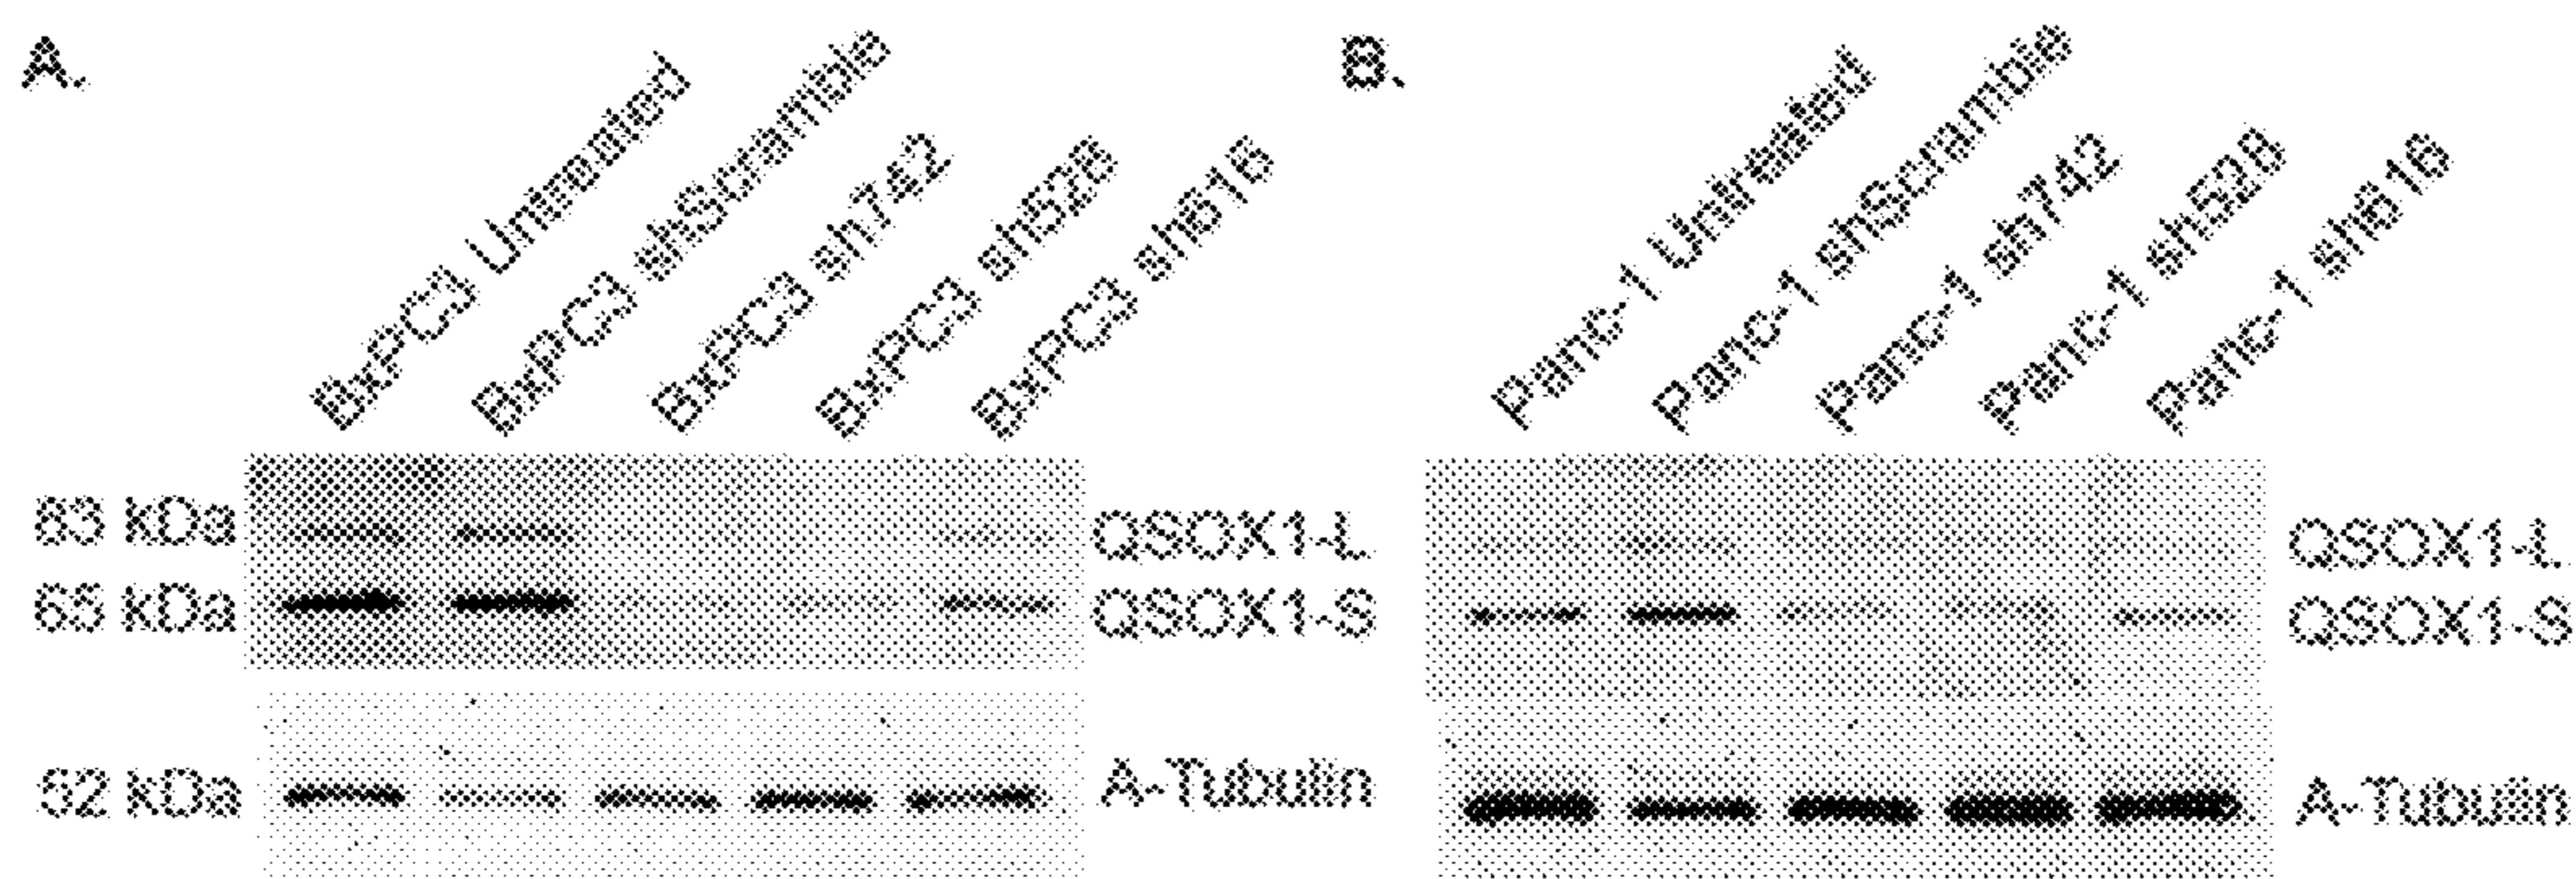 A.
BxPC3 Untreated
BxPC3 shScramble
BxPC3 sh742
BxPC3 sh528
BxPC3 sh616
83 kDa
QSOX1-L
65 kDa
QSOX1-S
52 kDa
A-Tubulin
B.
Panc-1 Untreated
Panc-1 shScramble
Panc-1 sh742
Panc-1 sh528
Panc-1 sh616
QSOX1-L
QSOX1-S
A-Tubulin